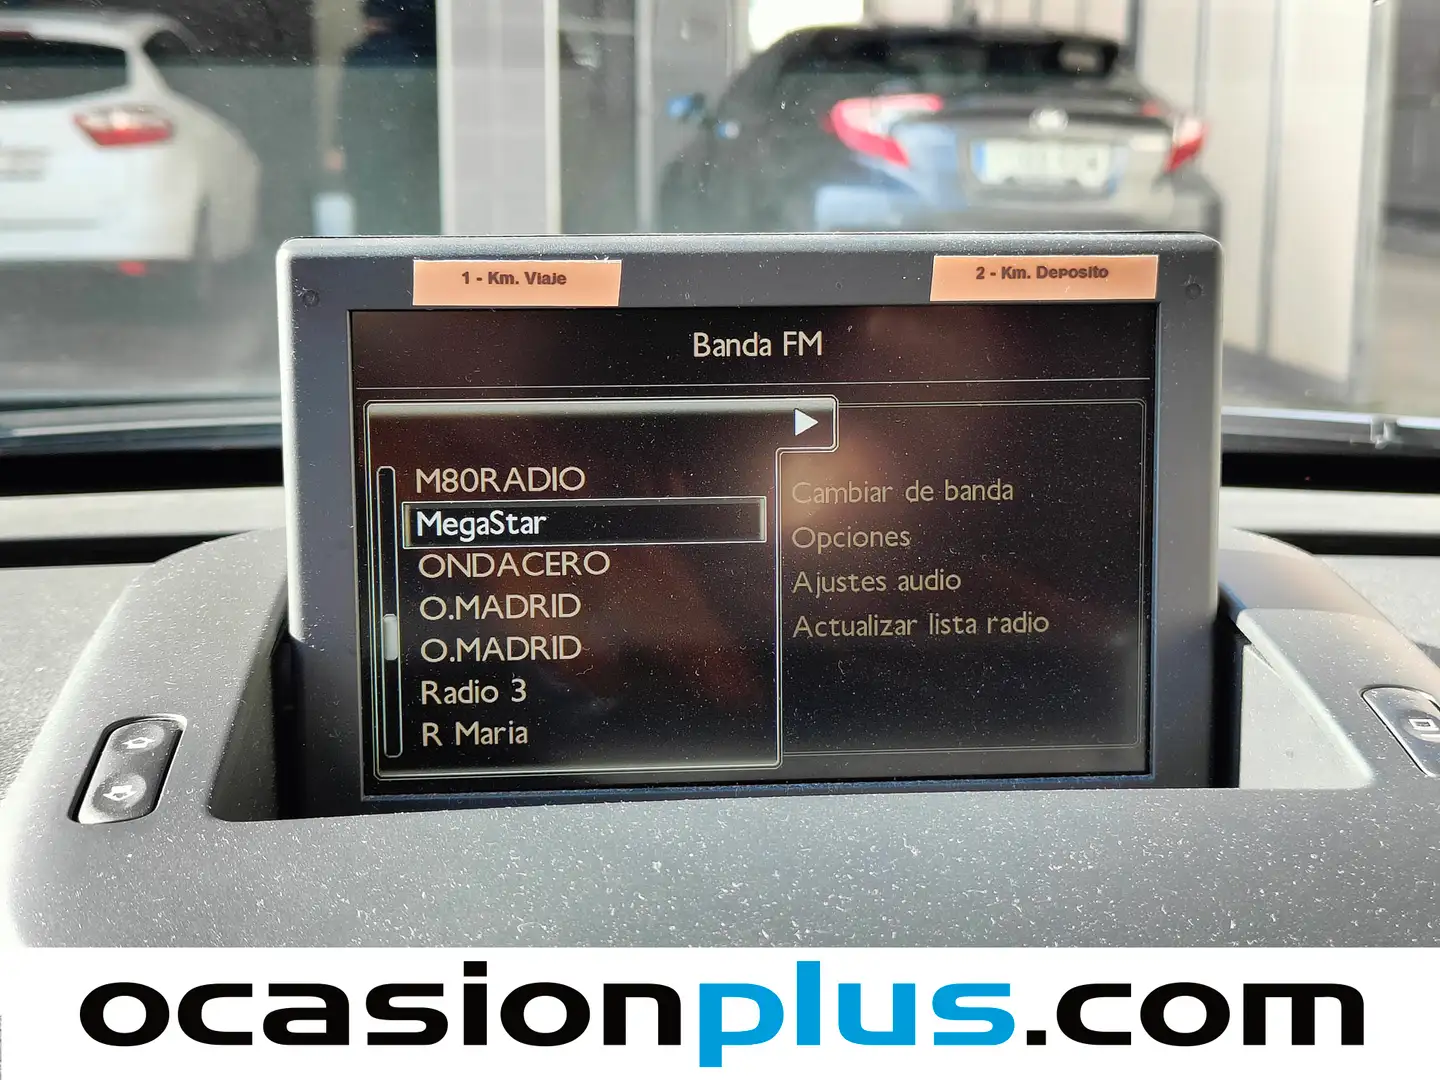 1 - Km. Viaje
2 - Km. Deposito
Banda FM
M80RADIO
MegaStar
ONDACERO
O.MADRID
O.MADRID
Radio 3
R Maria
Cambiar de banda
Opciones
Ajustes audio
Actualizar lista radio
ocasionplus.com